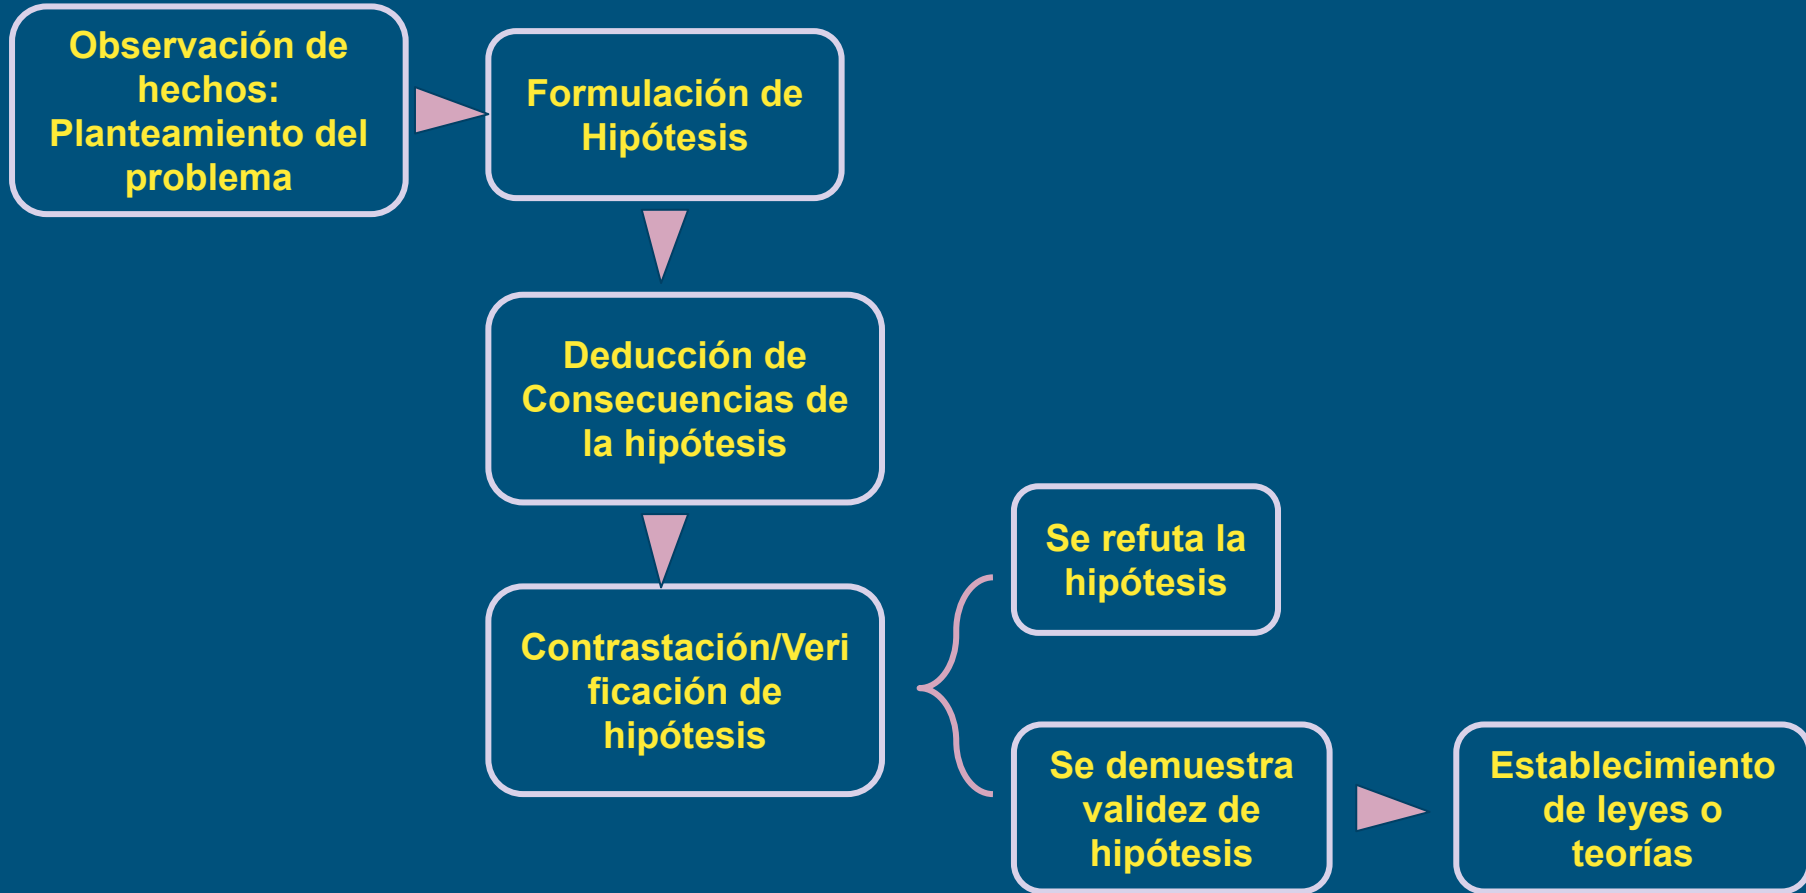 Observación de
hechos:
Planteamiento del
problema
Formulación de
Hipótesis
Deducción de
Consecuencias de
la hipótesis
Contrastación/Veri
ficación de
hipótesis
Se refuta la
hipótesis
Se demuestra
validez de
hipótesis
Establecimiento
de leyes o
teorías